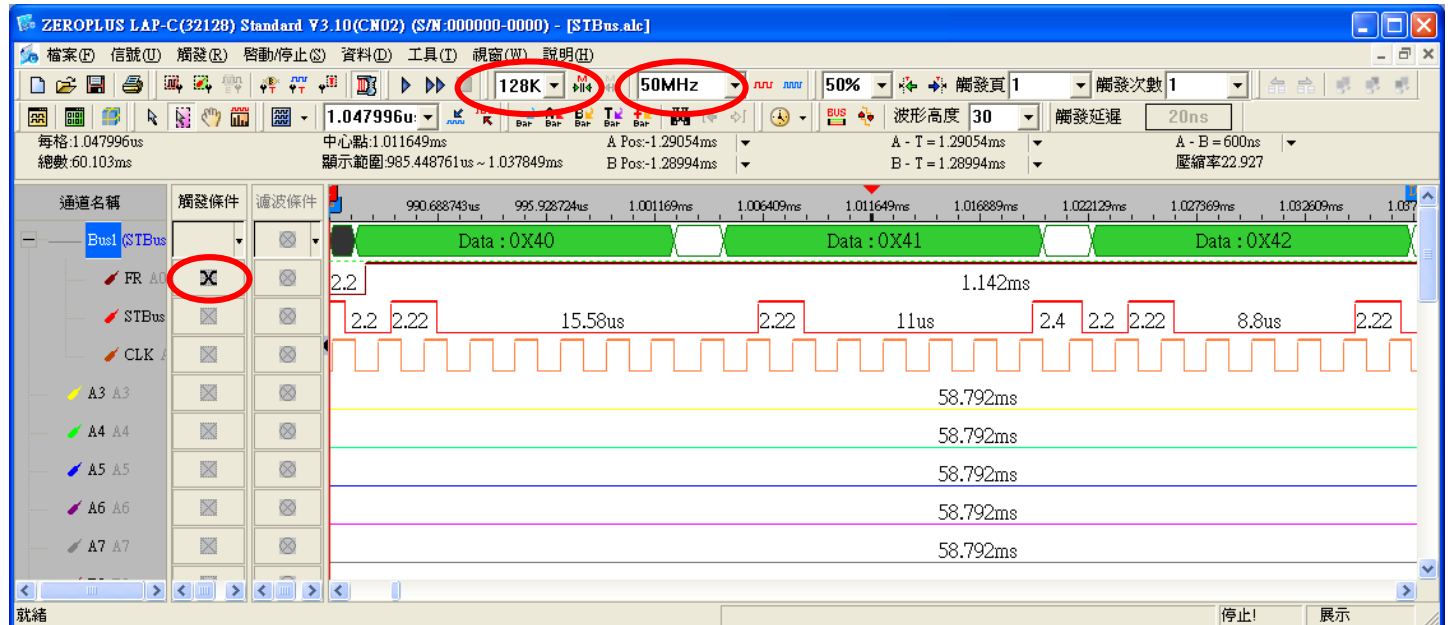 ZEROPLUS LAP-C(32128) Standard V3.10(CN02) (S/N:000000-0000) - [STBus.alc]
檔案(F) 信號(U) 觸發(R) 啓動/停止(S) 資料(D) 工具(T) 視窗(W) 說明(H)
128K 50MHz 50% 觸發頁 1 觸發次數 1
1.047996u: Bar Bar Bar Bar Bar BUS 波形高度 30 觸發延遲 20ns
每格:1.047996us 中心點:1.011649ms A Pos:-1.29054ms A - T = 1.29054ms A - B = 600ns
總數:60.103ms 顯示範圍:985.448761us ~ 1.037849ms B Pos:-1.28994ms B - T = 1.28994ms 壓縮率22.927
通道名稱 觸發條件 濾波條件 990.688743us 995.928724us 1.001169ms 1.006409ms 1.011649ms 1.016889ms 1.022129ms 1.027369ms 1.032609ms 1.037
Bus1 (STBus Data : 0X40 Data : 0X41 Data : 0X42
FR A0 2.2 1.142ms
STBus 2.2 2.22 15.58us 2.22 11us 2.4 2.2 2.22 8.8us 2.22
CLK
A3 A3 58.792ms
A4 A4 58.792ms
A5 A5 58.792ms
A6 A6 58.792ms
A7 A7 58.792ms
就緒 停止! 展示